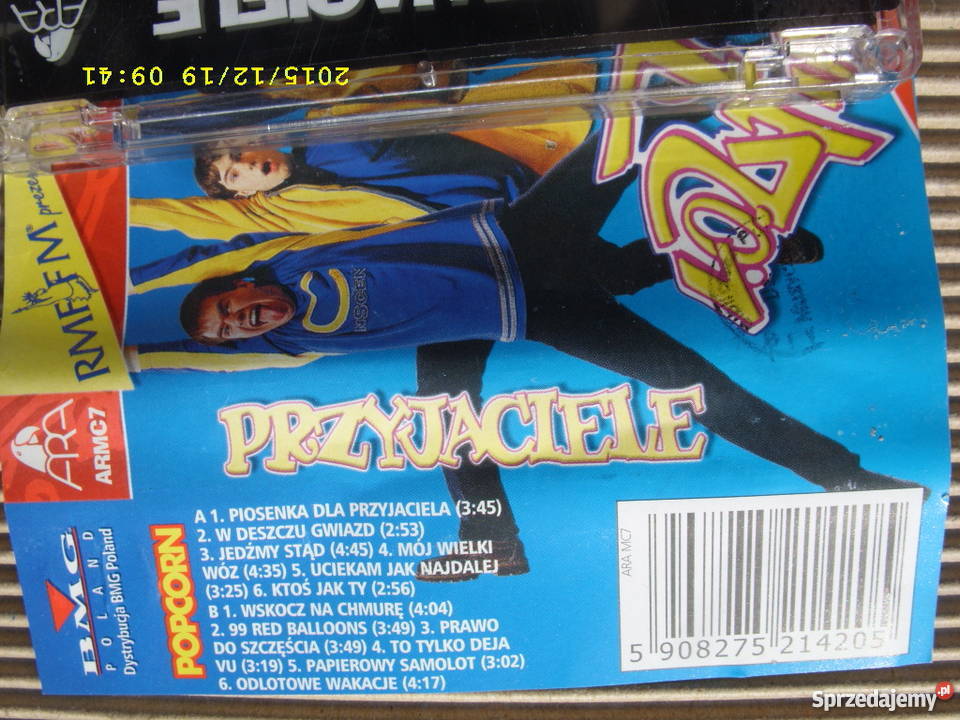 ARA
2015/12/19 09:41
RMF FM
ARA
ARMC7
PRZYJACIELE
BMG
POLAND
Dystrybucja BMG Poland
POPCORN
A 1. PIOSENKA DLA PRZYJACIELA (3:45)
2. W DESZCZU GWIAZD (2:53)
3. JEDŹMY STĄD (4:45) 4. MÓJ WIELKI
WÓZ (4:35) 5. UCIEKAM JAK NAJDALEJ
(3:25) 6. KTOŚ JAK TY (2:56)
B 1. WSKOCZ NA CHMURĘ (4:04)
2. 99 RED BALLOONS (3:49) 3. PRAWO
DO SZCZĘŚCIA (3:49) 4. TO TYLKO DEJA
VU (3:19) 5. PAPIEROWY SAMOLOT (3:02)
6. ODLOTOWE WAKACJE (4:17)
ARA MC7
5 908275 214205
Sprzedajemy.pl